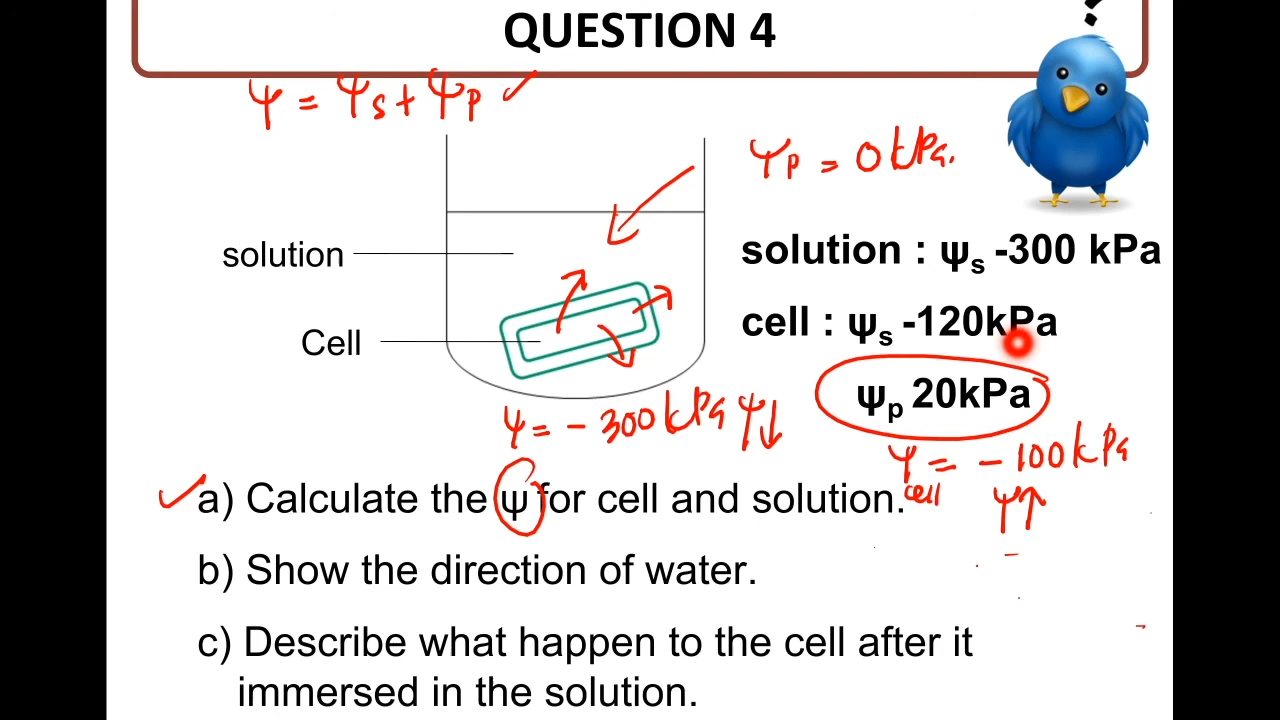 QUESTION 4
?
ψ = ψs + ψp ✓
ψp = 0 kPa.
solution
solution : ψs -300 kPa
Cell
cell : ψs -120kPa
ψp 20kPa
ψ = - 300 kPa ψ↓
ψcell = - 100 kPa
ψ↑
✓ a) Calculate the ψ for cell and solution.
b) Show the direction of water.
c) Describe what happen to the cell after it
immersed in the solution.